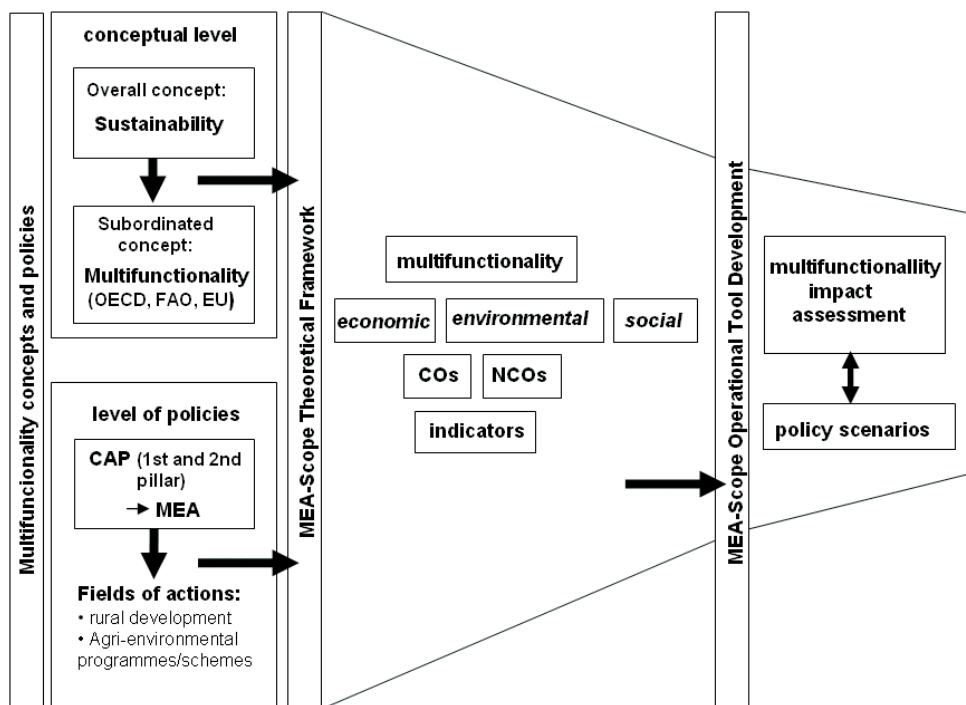 Multifuncionality concepts and policies
conceptual level
Overall concept:
Sustainability
Subordinated
concept:
Multifunctionality
(OECD, FAO, EU)
level of policies
CAP (1st and 2nd
pillar)
→ MEA
Fields of actions:
• rural development
• Agri-environmental
programmes/schemes
MEA-Scope Theoretical Framework
multifunctionality
economic
environmental
social
COs
NCOs
indicators
MEA-Scope Operational Tool Development
multifunctionallity
impact
assessment
policy scenarios